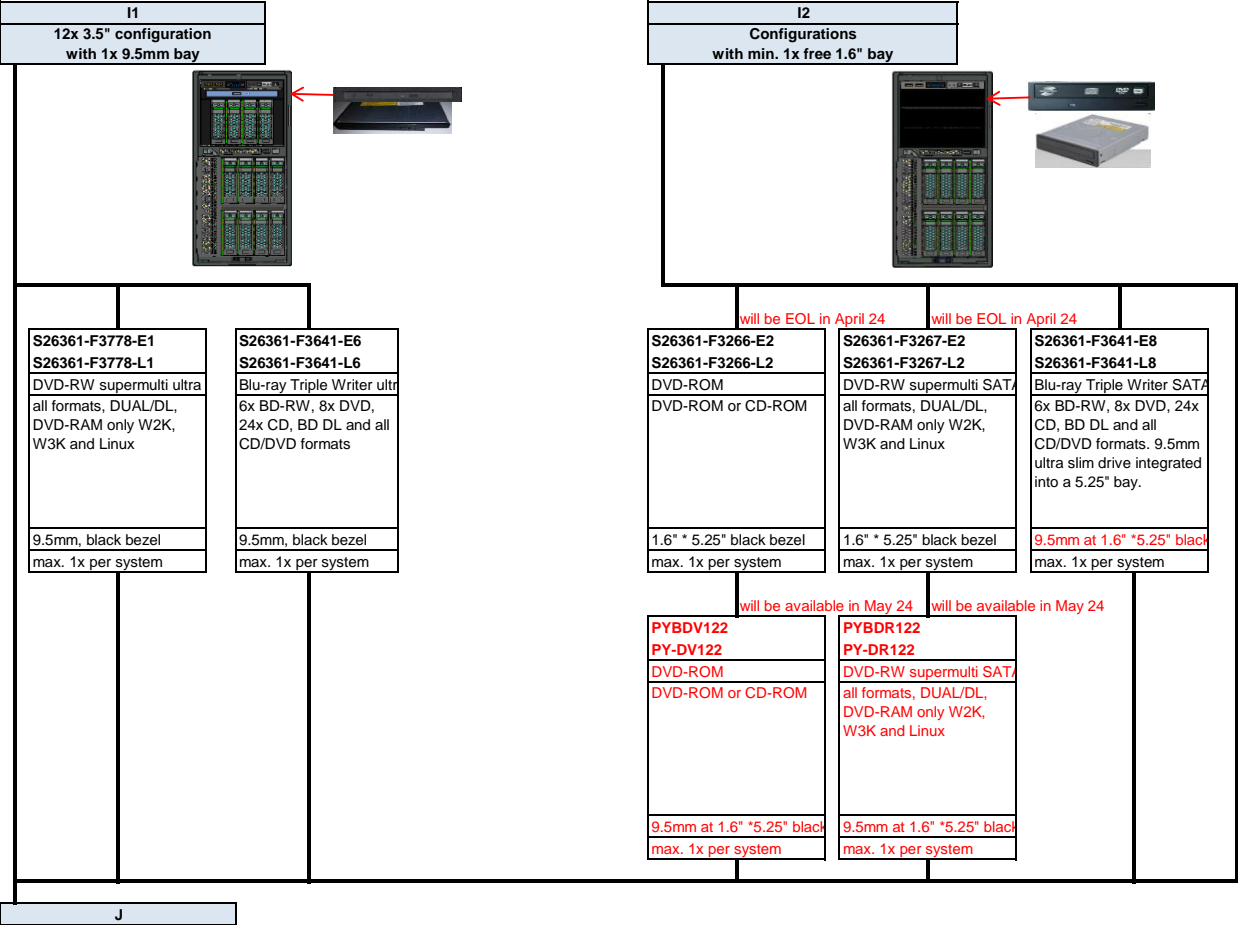 I1
12x 3.5" configuration
with 1x 9.5mm bay
I2
Configurations
with min. 1x free 1.6" bay
S26361-F3778-E1
S26361-F3778-L1
DVD-RW supermulti ultra
all formats, DUAL/DL,
DVD-RAM only W2K,
W3K and Linux
9.5mm, black bezel
max. 1x per system
S26361-F3641-E6
S26361-F3641-L6
Blu-ray Triple Writer ultr
6x BD-RW, 8x DVD,
24x CD, BD DL and all
CD/DVD formats
9.5mm, black bezel
max. 1x per system
will be EOL in April 24
S26361-F3266-E2
S26361-F3266-L2
DVD-ROM
DVD-ROM or CD-ROM
1.6" * 5.25" black bezel
max. 1x per system
will be EOL in April 24
S26361-F3267-E2
S26361-F3267-L2
DVD-RW supermulti SATA
all formats, DUAL/DL,
DVD-RAM only W2K,
W3K and Linux
1.6" * 5.25" black bezel
max. 1x per system
S26361-F3641-E8
S26361-F3641-L8
Blu-ray Triple Writer SATA
6x BD-RW, 8x DVD, 24x
CD, BD DL and all
CD/DVD formats. 9.5mm
ultra slim drive integrated
into a 5.25" bay.
9.5mm at 1.6" *5.25" black
max. 1x per system
will be available in May 24
PYBDV122
PY-DV122
DVD-ROM
DVD-ROM or CD-ROM
9.5mm at 1.6" *5.25" black
max. 1x per system
will be available in May 24
PYBDR122
PY-DR122
DVD-RW supermulti SATA
all formats, DUAL/DL,
DVD-RAM only W2K,
W3K and Linux
9.5mm at 1.6" *5.25" black
max. 1x per system
J